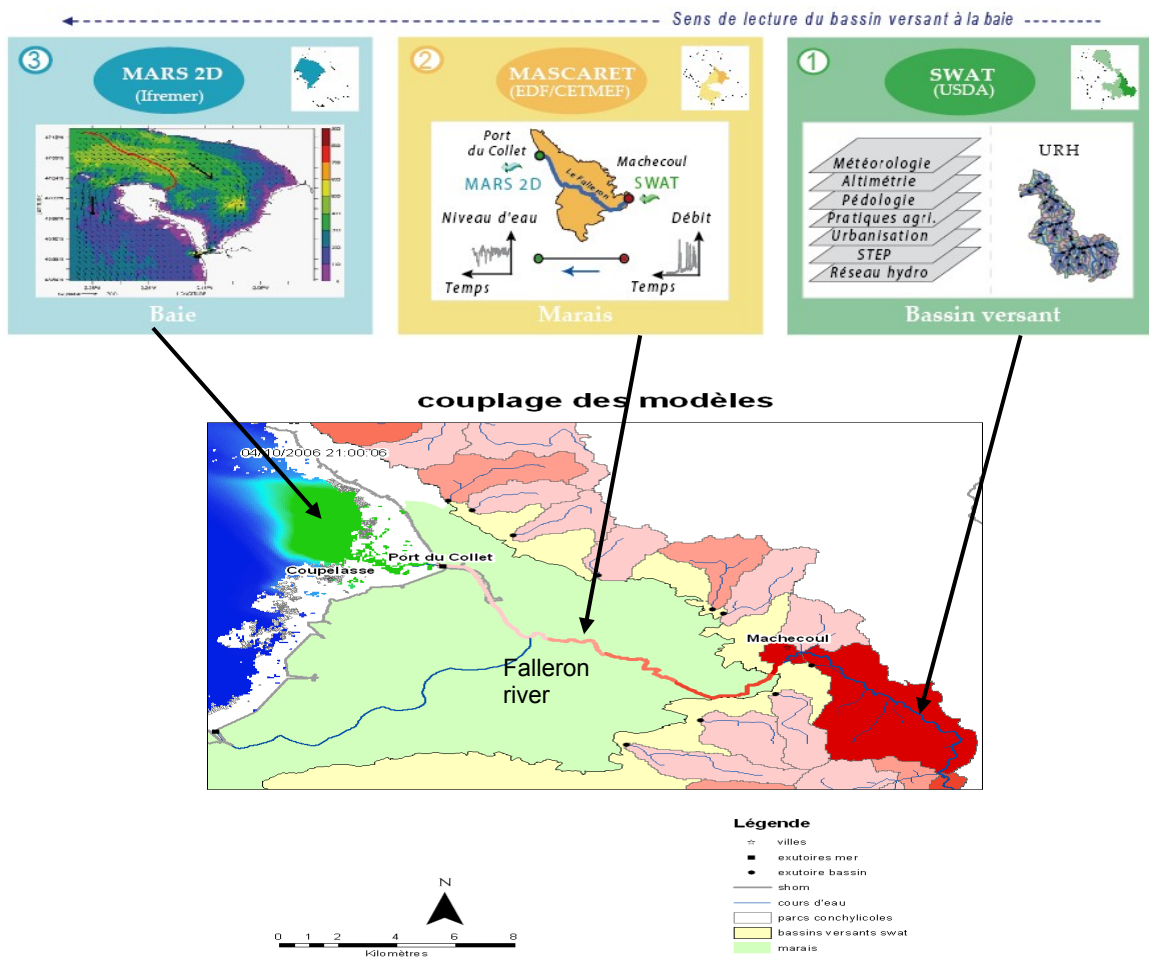 Sens de lecture du bassin versant à la baie
3
MARS 2D
(Ifremer)
Baie
2
MASCARET
(EDF/CETMEF)
Port
du Collet
Machecoul
Le Falleron
MARS 2D
SWAT
Niveau d'eau
Débit
Temps
Temps
Marais
1
SWAT
(USDA)
Météorologie
Altimétrie
Pédologie
Pratiques agri.
Urbanisation
STEP
Réseau hydro
URH
Bassin versant
couplage des modèles
04/10/2006 21:00:06
Port du Collet
Coupelasse
Machecoul
Falleron
river
Légende
villes
exutoires mer
exutoire bassin
shom
cours d'eau
parcs conchylicoles
bassins versants swat
marais
N
0 1 2 4 6 8
Kilomètres